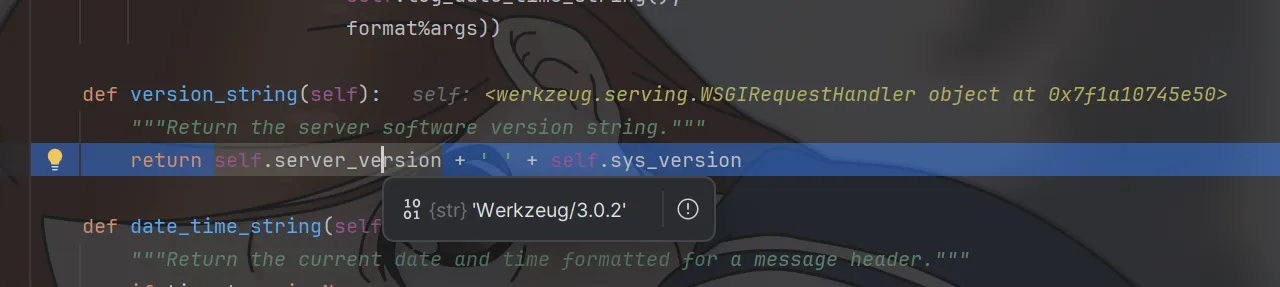 self.log_date_time_string(),
format%args))
def version_string(self):   self: <werkzeug.serving.WSGIRequestHandler object at 0x7f1a10745e50>
"""Return the server software version string."""
return self.server_version + ' ' + self.sys_version
10
01 {str} 'Werkzeug/3.0.2'
def date_time_string(self
"""Return the current date and time formatted for a message header."""